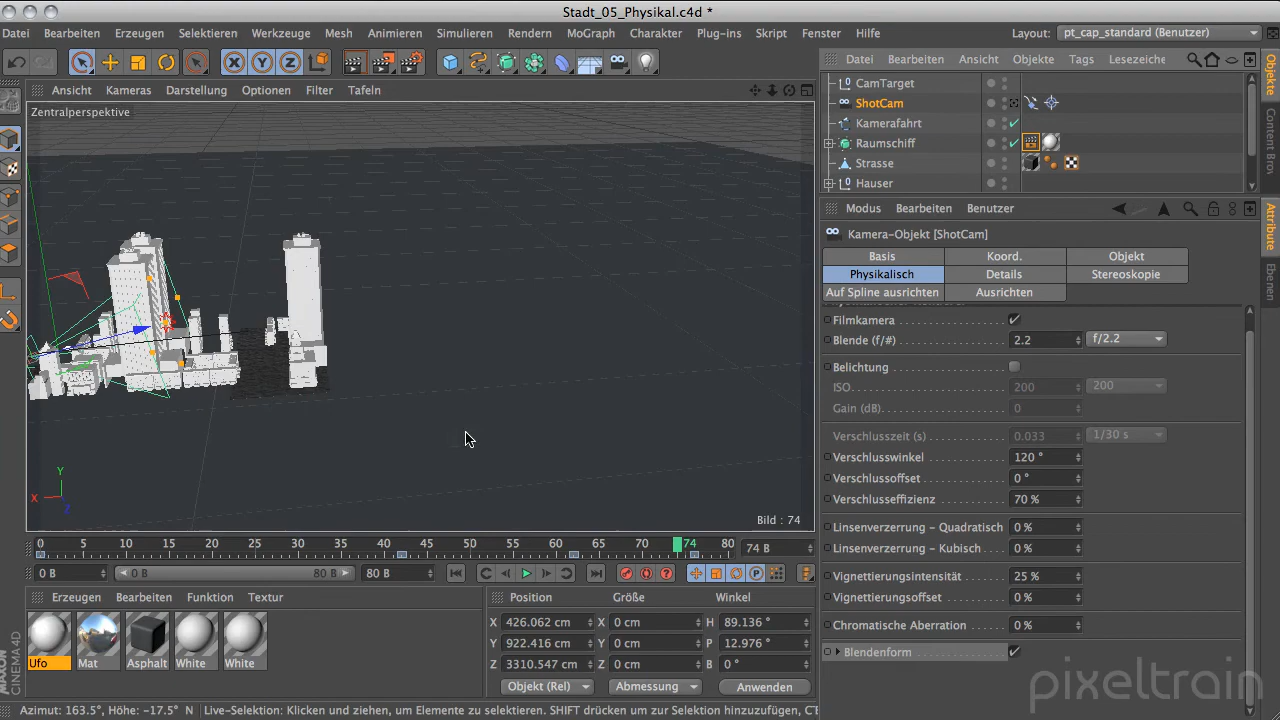 Stadt_05_Physikal.c4d *
Datei Bearbeiten Erzeugen Selektieren Werkzeuge Mesh Animieren Simulieren Rendern MoGraph Charakter Plug-ins Skript Fenster Hilfe Layout: pt_cap_standard (Benutzer)
X Y Z
Datei Bearbeiten Ansicht Objekte Tags Lesezeiche
Ansicht Kameras Darstellung Optionen Filter Tafeln
Zentralperspektive
CamTarget
ShotCam
Kamerafahrt
Raumschiff
Strasse
Hauser
Objekte
Content Bro
Modus Bearbeiten Benutzer
Kamera-Objekt [ShotCam]
Basis Koord. Objekt
Physikalisch Details Stereoskopie
Auf Spline ausrichten Ausrichten
Attribute
Ebenen
Filmkamera
Blende (f/#) 2.2 f/2.2
Belichtung
ISO 200 200
Gain (dB) 0
Verschlusszeit (s) 0.033 1/30 s
Verschlusswinkel 120 °
Verschlussoffset 0 °
Verschlusseffizienz 70 %
Linsenverzerrung - Quadratisch 0 %
Linsenverzerrung - Kubisch 0 %
Vignettierungsintensität 25 %
Vignettierungsoffset 0 %
Chromatische Aberration 0 %
Blendenform
Y
X
Z
Bild : 74
0 5 10 15 20 25 30 35 40 45 50 55 60 65 70 74 80 74 B
0 B 0 B 80 B 80 B
P
Erzeugen Bearbeiten Funktion Textur
Ufo Mat Asphalt White White
Position Größe Winkel
X 426.062 cm X 0 cm H 89.136 °
Y 922.416 cm Y 0 cm P 12.976 °
Z 3310.547 cm Z 0 cm B 0 °
Objekt (Rel) Abmessung Anwenden
MAXON
CINEMA 4D
pixeltrain
Azimut: 163.5°, Höhe: -17.5° N Live-Selektion: Klicken und ziehen, um Elemente zu selektieren. SHIFT drücken um zur Selektion hinzuzufügen,